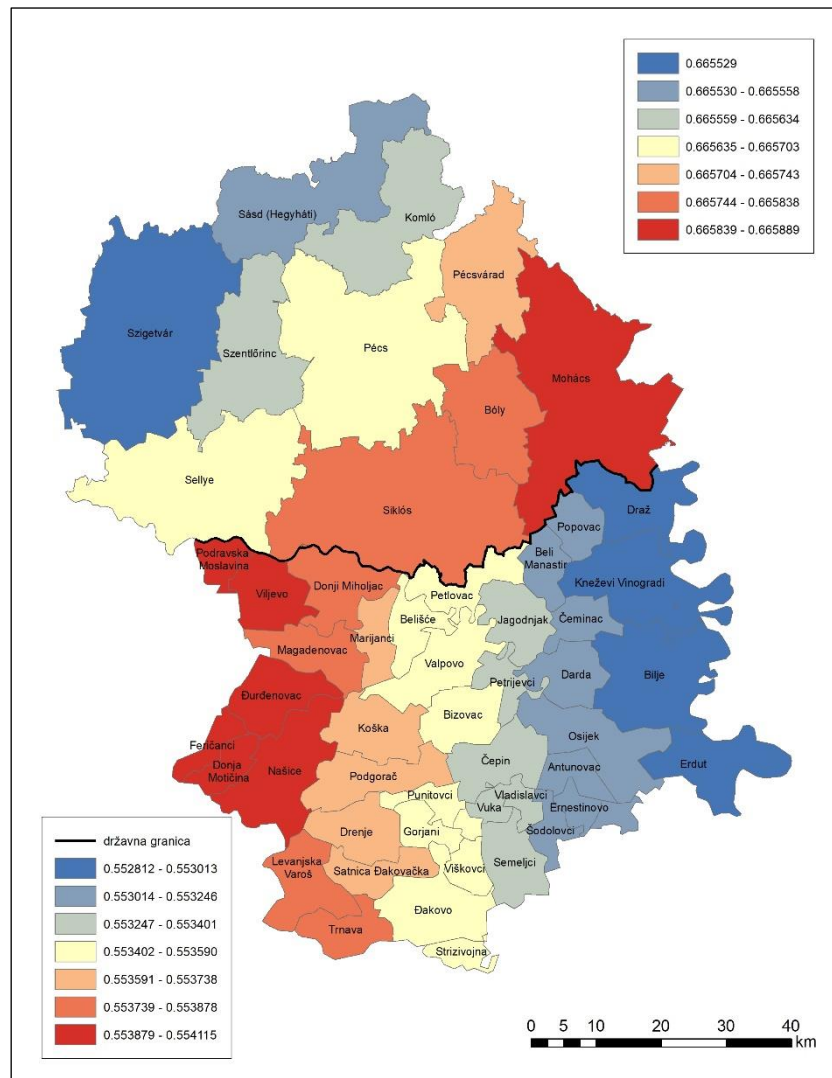 0.665529
0.665530 - 0.665558
0.665559 - 0.665634
0.665635 - 0.665703
0.665704 - 0.665743
0.665744 - 0.665838
0.665839 - 0.665889
Sásd (Hegyháti)
Komló
Pécsvárad
Szigetvár
Szentlőrinc
Pécs
Mohács
Bóly
Sellye
Siklós
Draž
Popovac
Podravska
Moslavina
Beli
Manastir
Donji Miholjac
Kneževi Vinogradi
Viljevo
Petlovac
Belišće
Jagodnjak
Čeminac
Marijanci
Magadenovac
Valpovo
Petrijevci
Darda
Bilje
Đurđenovac
Bizovac
Koška
Osijek
Feričanci
Čepin
Erdut
Donja
Motičina
Našice
Podgorač
Antunovac
Punitovci
Vladislavci
Vuka
Ernestinovo
Drenje
Gorjani
Šodolovci
Levanjska
Varoš
Satnica Đakovačka
Viškovci
Semeljci
Đakovo
Trnava
Strizivojna
državna granica
0.552812 - 0.553013
0.553014 - 0.553246
0.553247 - 0.553401
0.553402 - 0.553590
0.553591 - 0.553738
0.553739 - 0.553878
0.553879 - 0.554115
0 5 10 20 30 40
km